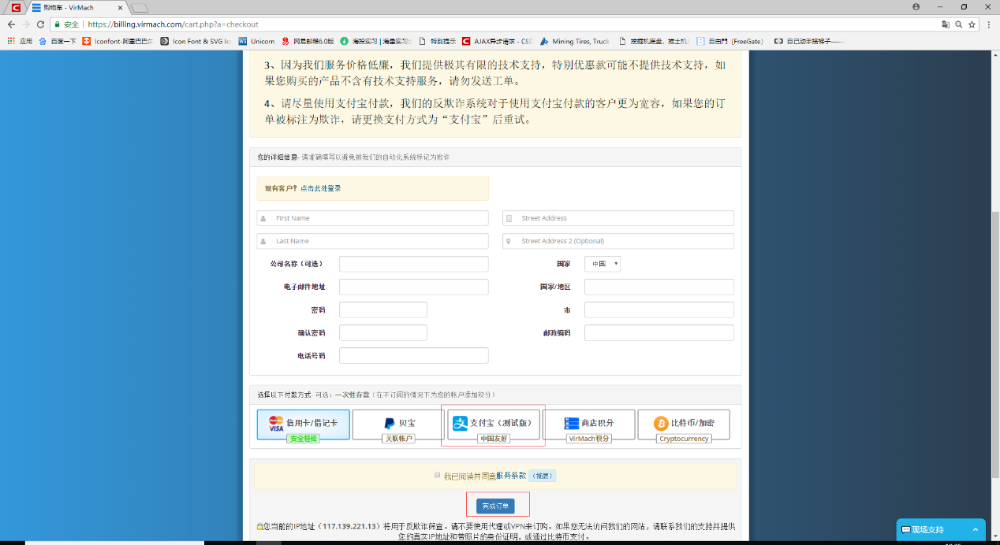 购物车 - VirMach
安全 | https://billing.virmach.com/cart.php?a=checkout
应用 百度一下 Iconfont-阿里巴巴矢 Icon Font & SVG Ico Unicorn 网易邮箱6.0版 海投实习 | 海量实习 特别提示 AJAX异步请求 - CSD Mining Tires, Truck 挖掘机底盘，推土机 自由門（FreeGate） 自己动手搭梯子——
3、因为我们服务价格低廉，我们提供极其有限的技术支持，特别优惠款可能不提供技术支持，如
果您购买的产品不含有技术支持服务，请勿发送工单。
4、请尽量使用支付宝付款，我们的反欺诈系统对于使用支付宝付款的客户更为宽容，如果您的订
单被标注为欺诈，请更换支付方式为“支付宝”后重试。
您的详细信息- 请准确填写以避免被我们的自动化系统标记为欺诈
现有客户? 点击此处登录
First Name Street Address
Last Name Street Address 2 (Optional)
公司名称（可选） 国家 中国
电子邮件地址 国家/地区
密码 市
确认密码 邮政编码
电话号码
选择以下付款方式- 可选：一次性存款（在不订阅的情况下为您的帐户添加积分）
VISA 信用卡/借记卡 贝宝 支 支付宝（测试版） 商店积分 比特币/加密
安全轻松 关联帐户 中国友好 VirMach积分 Cryptocurrency
我已阅读并同意服务条款 （摘要）
完成订单
您当前的IP地址（117.139.221.13）将用于反欺诈筛查。请不要使用代理或VPN来订购。如果您无法访问我们的网站，请联系我们的支持并提供
您的真实IP地址和带照片的身份证明，或通过比特币支付。
现场支持